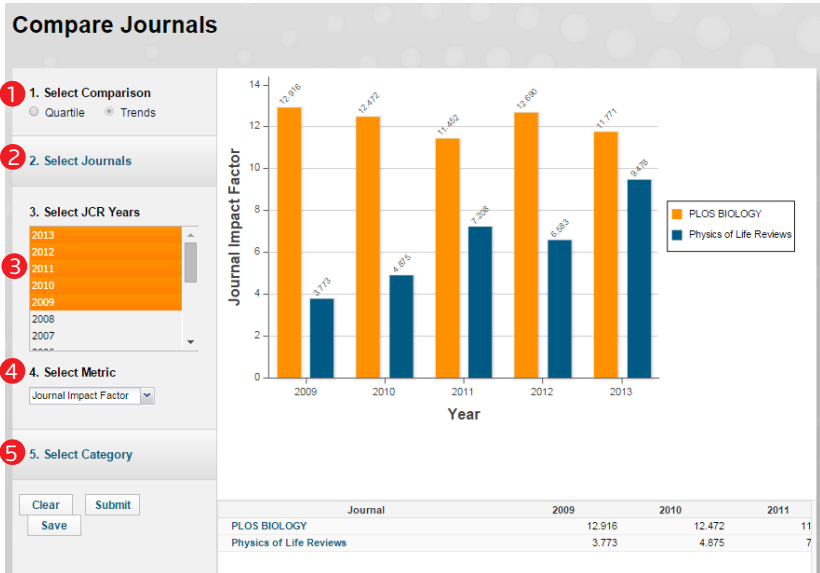 Compare Journals
1
1. Select Comparison
Quartile Trends
2
2. Select Journals
3. Select JCR Years
3
2013
2012
2011
2010
2009
2008
2007
4
4. Select Metric
Journal Impact Factor
5
5. Select Category
Clear Submit
Save
Journal Impact Factor
14
12
10
8
6
4
2
0
12.916
3.773
12.472
4.875
11.452
7.208
12.690
6.583
11.771
9.478
2009 2010 2011 2012 2013
Year
PLOS BIOLOGY
Physics of Life Reviews
Journal 2009 2010 2011
PLOS BIOLOGY 12.916 12.472 11
Physics of Life Reviews 3.773 4.875 7